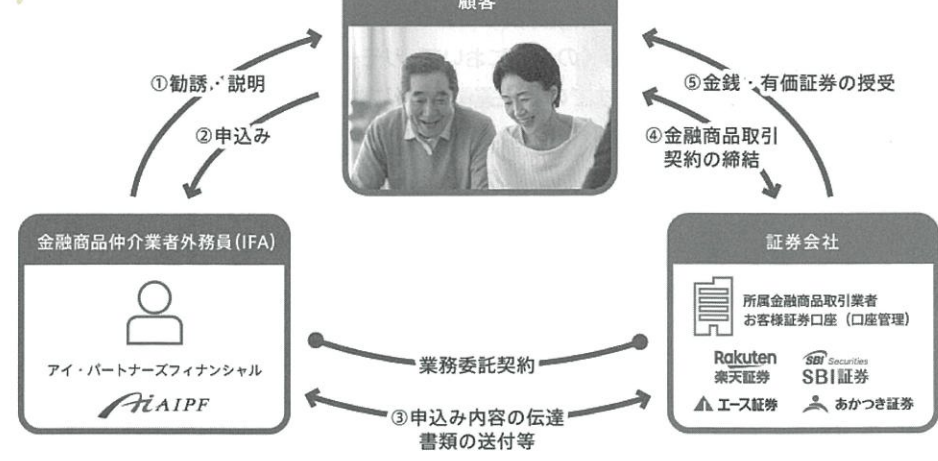 顧客
①勧誘・説明
②申込み
⑤金銭・有価証券の授受
④金融商品取引
契約の締結
金融商品仲介業者外務員(IFA)
アイ・パートナーズフィナンシャル
AiPF
証券会社
所属金融商品取引業者
お客様証券口座（口座管理）
Rakuten
楽天証券
SBI Securities
SBI証券
エース証券
あかつき証券
業務委託契約
③申込み内容の伝達
書類の送付等